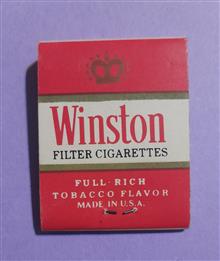 Winston
FILTER CIGARETTES
FULL·RICH
TOBACCO FLAVOR
MADE IN U.S.A.